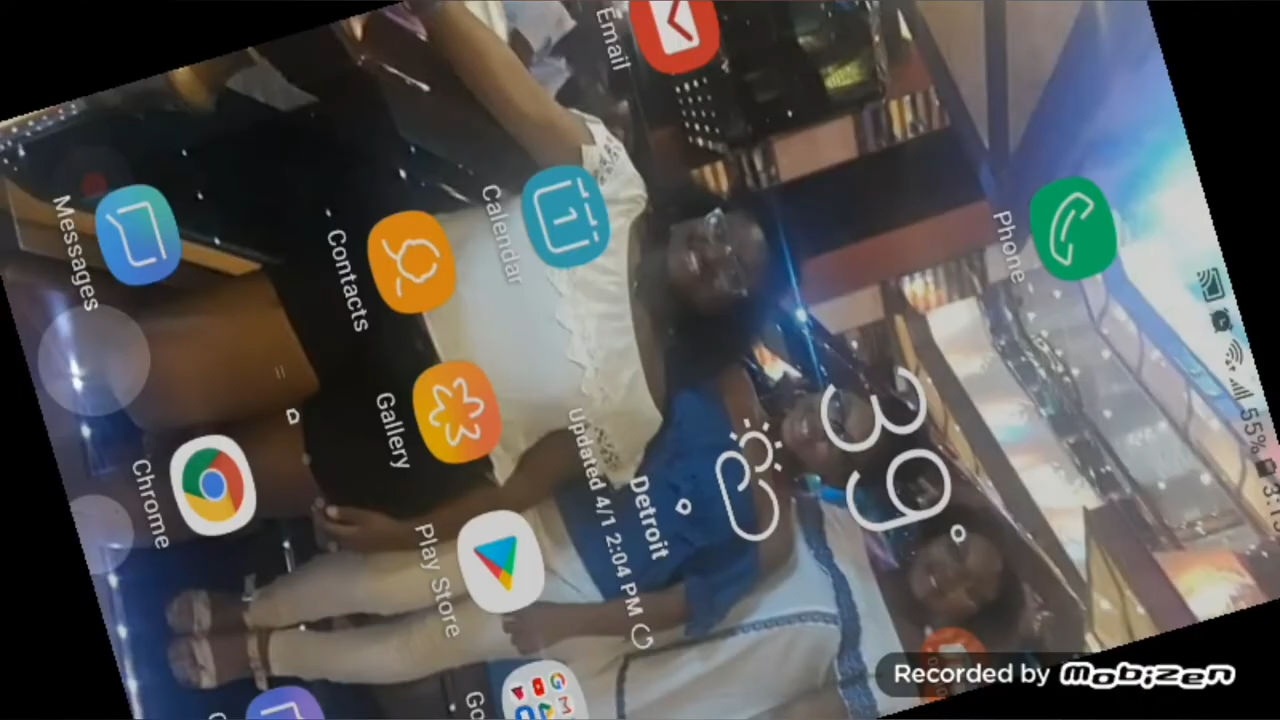 55%
39°
Detroit
Updated 4/1 2:04 PM
Email
Calendar
1
Phone
Messages
Contacts
Gallery
Chrome
Play Store
Recorded by Mobizen